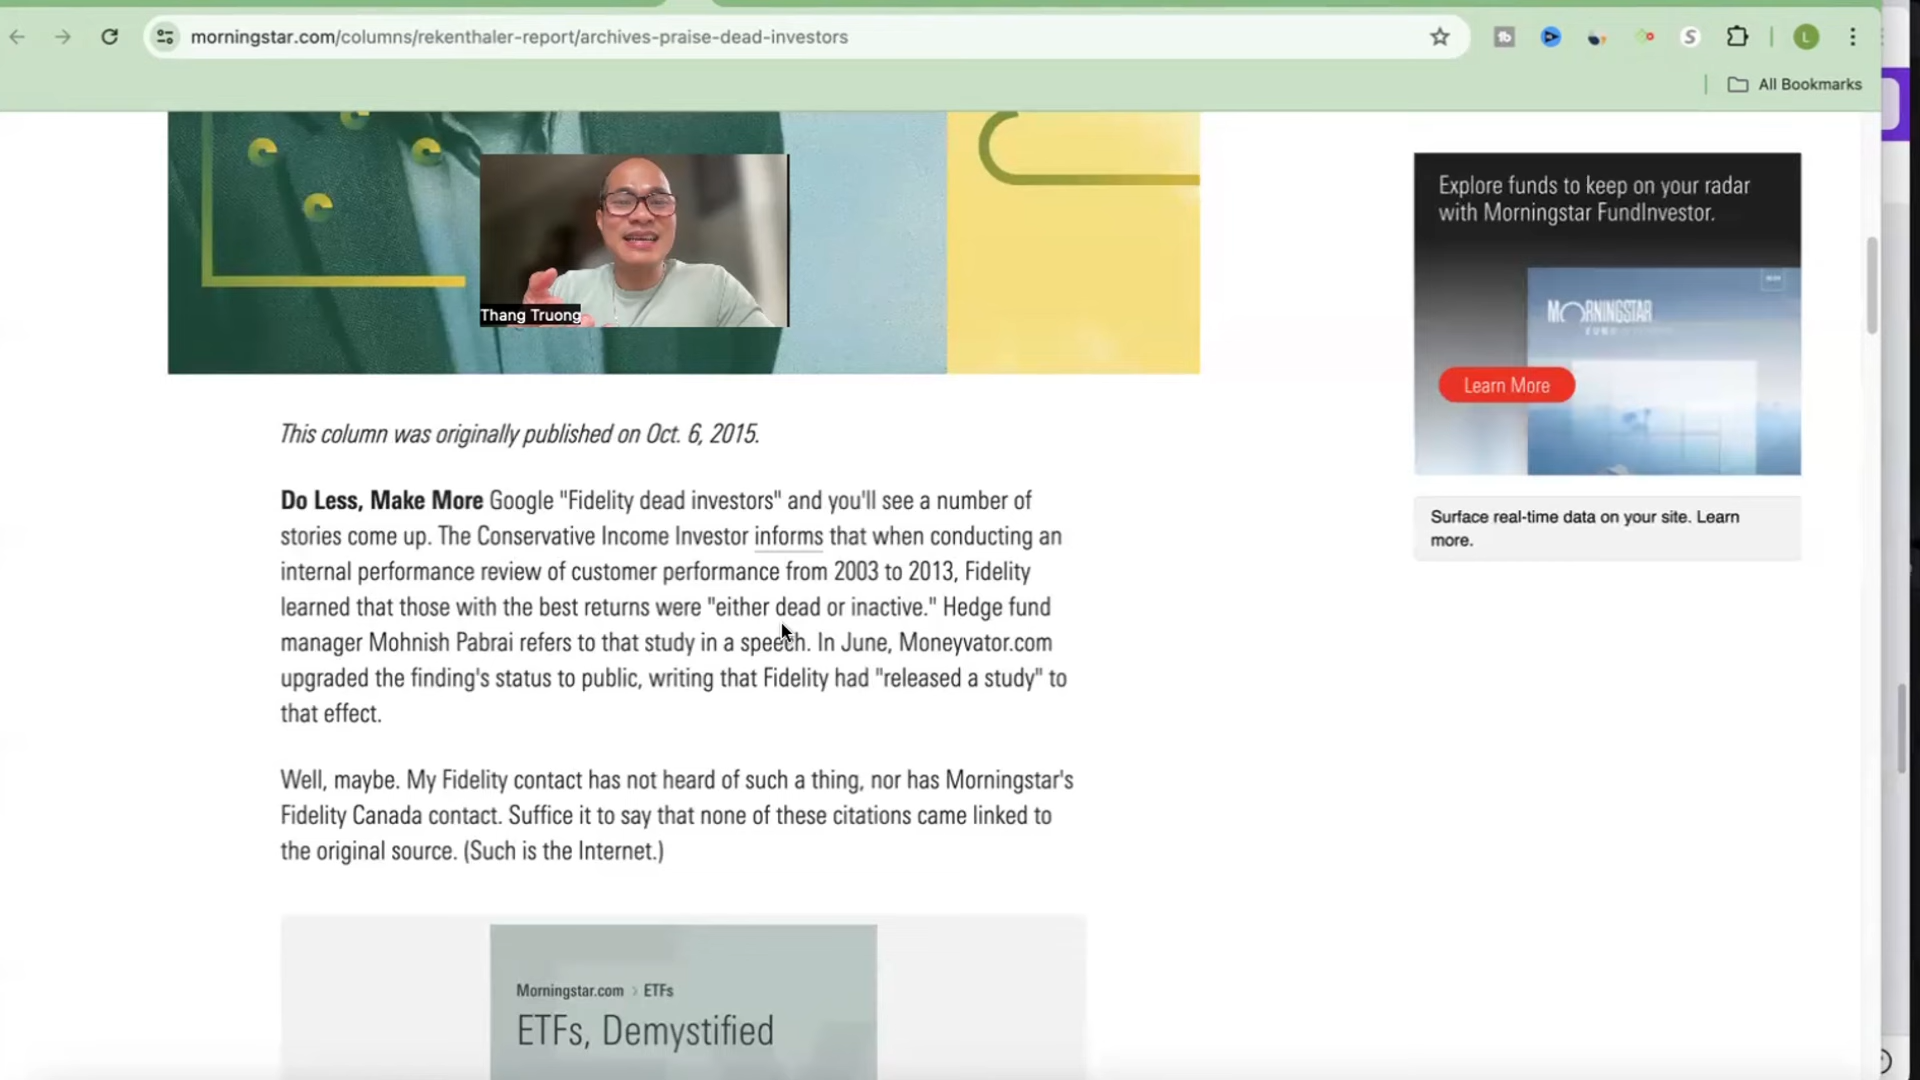 morningstar.com/columns/rekenthaler-report/archives-praise-dead-investors
L
All Bookmarks
Thang Truong
Explore funds to keep on your radar
with Morningstar FundInvestor.
MORNINGSTAR
Learn More
Surface real-time data on your site. Learn
more.
This column was originally published on Oct. 6, 2015.
Do Less, Make More Google "Fidelity dead investors" and you'll see a number of
stories come up. The Conservative Income Investor informs that when conducting an
internal performance review of customer performance from 2003 to 2013, Fidelity
learned that those with the best returns were "either dead or inactive." Hedge fund
manager Mohnish Pabrai refers to that study in a speech. In June, Moneyvator.com
upgraded the finding's status to public, writing that Fidelity had "released a study" to
that effect.
Well, maybe. My Fidelity contact has not heard of such a thing, nor has Morningstar's
Fidelity Canada contact. Suffice it to say that none of these citations came linked to
the original source. (Such is the Internet.)
Morningstar.com > ETFs
ETFs, Demystified